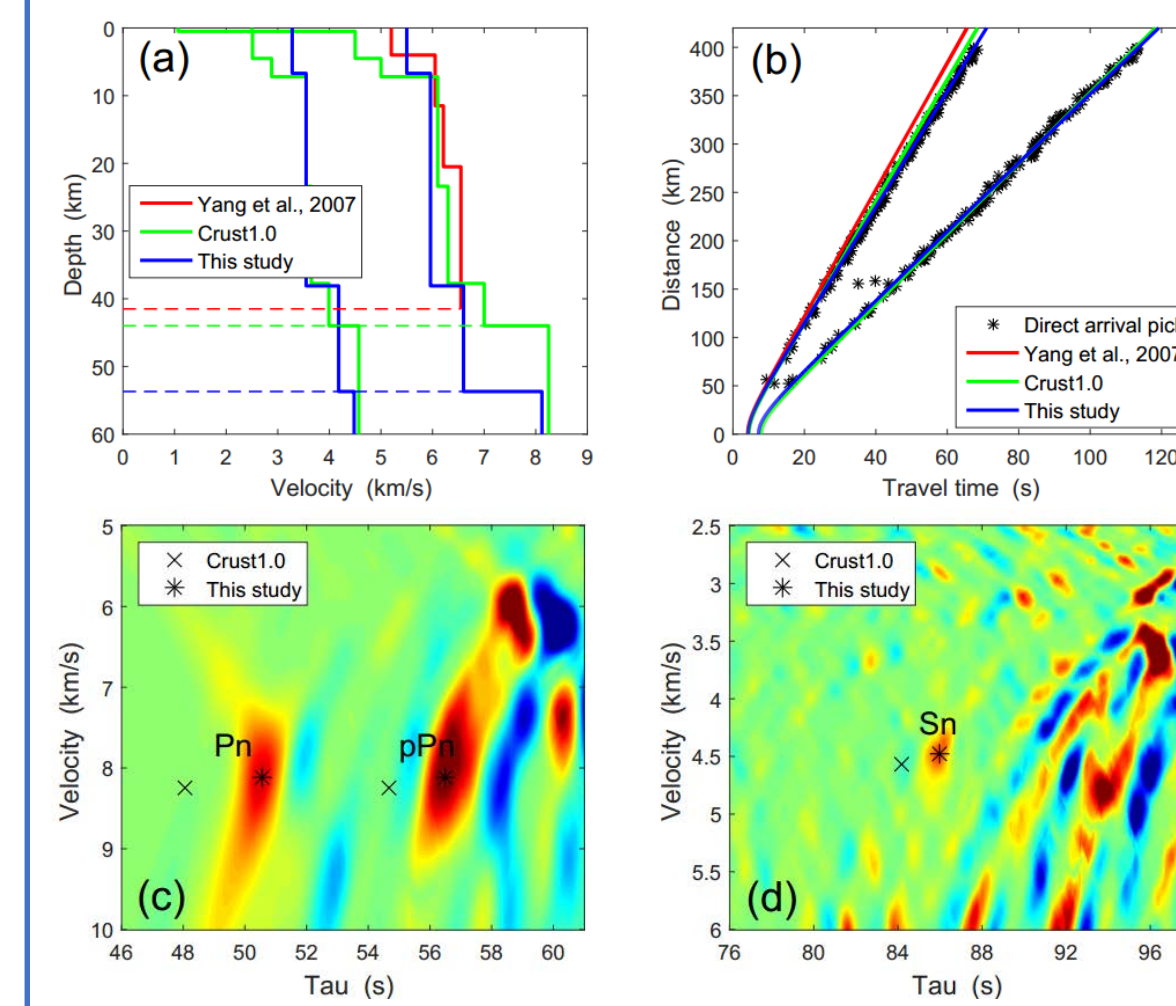 (a)
0
10
20
30
40
50
60
Depth (km)
Yang et al., 2007
Crust1.0
This study
0 1 2 3 4 5 6 7 8 9
Velocity (km/s)
(b)
400
350
300
250
200
150
100
50
0
Distance (km)
Direct arrival pic
Yang et al., 2007
Crust1.0
This study
0 20 40 60 80 100 120
Travel time (s)
Crust1.0
This study
5
6
7
8
9
10
Velocity (km/s)
Pn
pPn
(c)
46 48 50 52 54 56 58 60
Tau (s)
Crust1.0
This study
2.5
3
3.5
4
4.5
5
5.5
6
Velocity (km/s)
Sn
(d)
76 80 84 88 92 96
Tau (s)